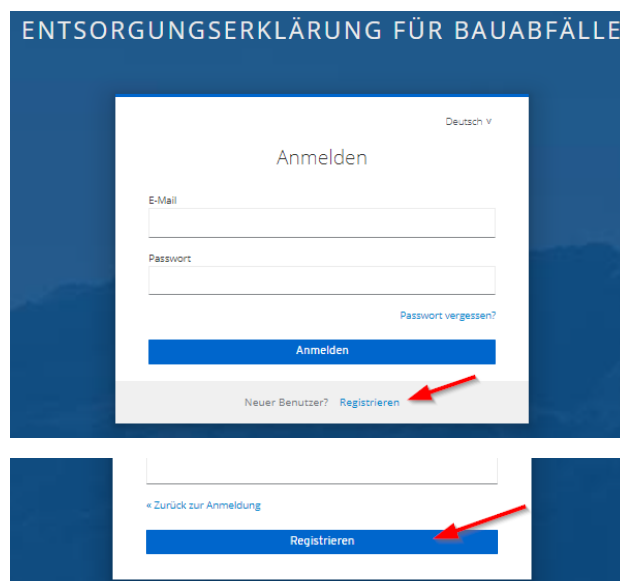 ENTSORGUNGSERKLÄRUNG FÜR BAUABFÄLLE
Deutsch ∨
Anmelden
E-Mail
Passwort
Passwort vergessen?
Anmelden
Neuer Benutzer? Registrieren
« Zurück zur Anmeldung
Registrieren